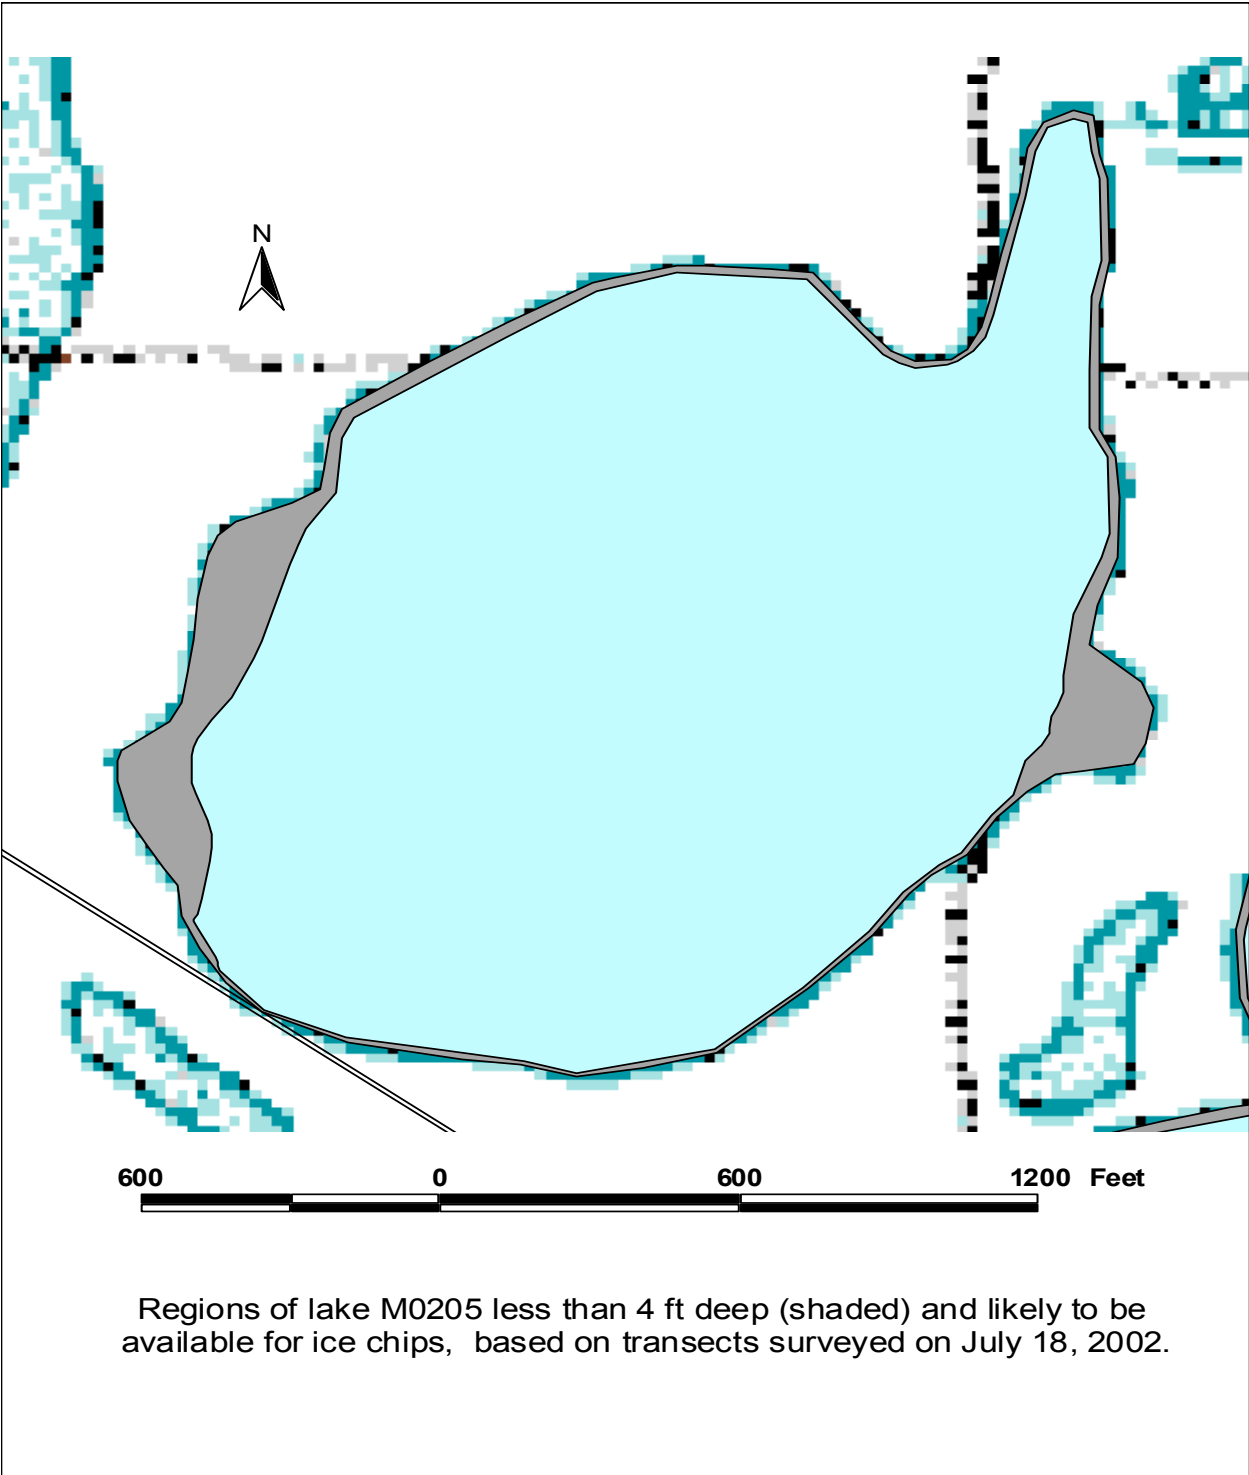 N
600 0 600 1200 Feet
Regions of lake M0205 less than 4 ft deep (shaded) and likely to be
available for ice chips, based on transects surveyed on July 18, 2002.